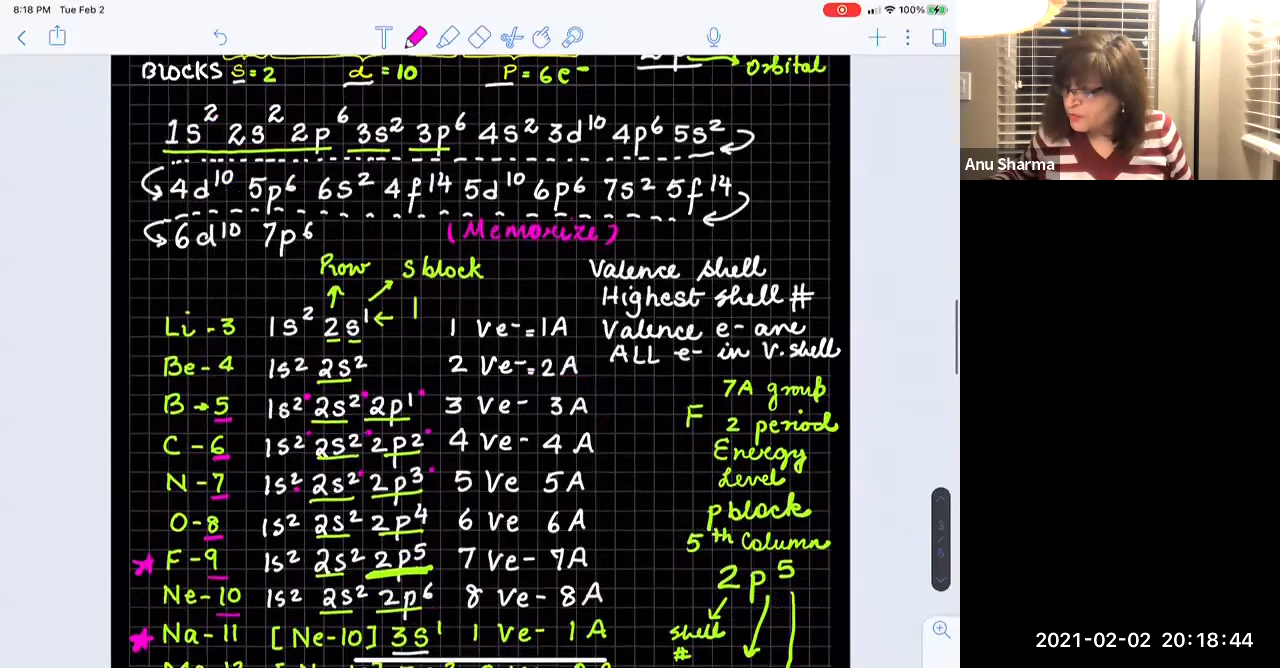 8:18 PM Tue Feb 2
100%
BLOCKS s = 2 d = 10 P = 6e⁻
Orbital
1s² 2s² 2p⁶ 3s² 3p⁶ 4s² 3d¹⁰ 4p⁶ 5s²
4d¹⁰ 5p⁶ 6s² 4f¹⁴ 5d¹⁰ 6p⁶ 7s² 5f¹⁴
6d¹⁰ 7p⁶ (Memorize)
Prow S block
Valence shell
Highest shell #
Valence e- are
ALL e- in V. shell
Li - 3 1s² 2s¹ ← 1 1 Ve-= 1A
Be - 4 1s² 2s² 2 Ve-= 2A
B → 5 1s² 2s² 2p¹ 3 Ve- 3A
C - 6 1s² 2s² 2p² 4 Ve- 4A
N - 7 1s² 2s² 2p³ 5 Ve 5A
O - 8 1s² 2s² 2p⁴ 6 Ve 6A
F - 9 1s² 2s² 2p⁵ 7 Ve- 7A
Ne - 10 1s² 2s² 2p⁶ 8 Ve- 8A
Na - 11 [Ne-10] 3s¹ 1 Ve- 1A
F 7A group
2 period
Energy
Level
p block
5th Column
2p⁵
shell
#
3
Anu Sharma
2021-02-02 20:18:44